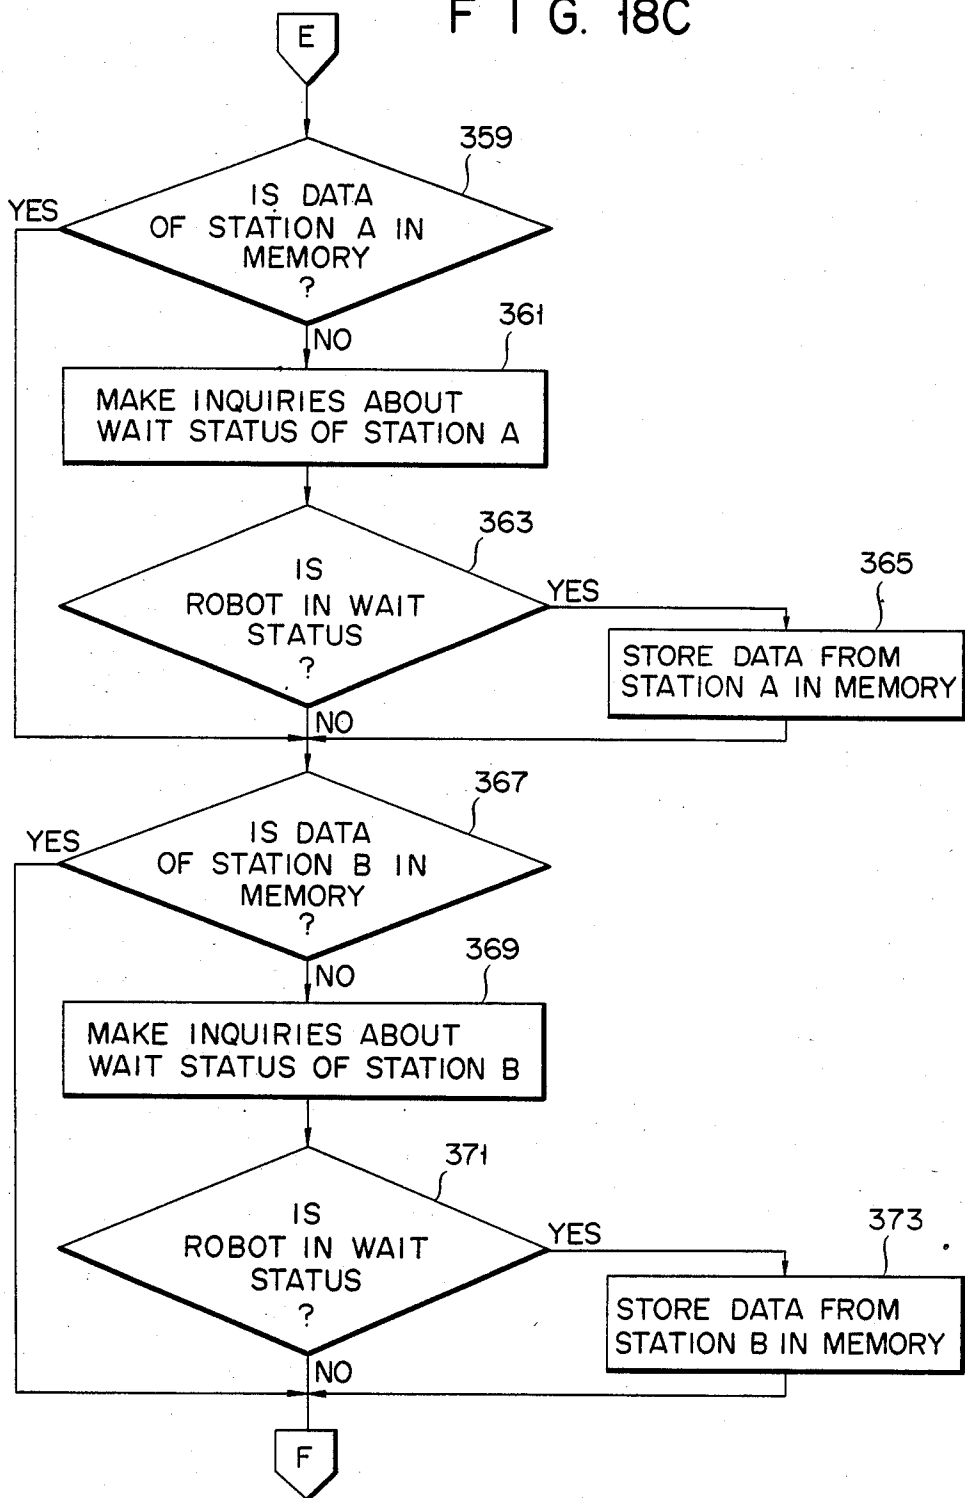 F I G. 18C
E
359
IS DATA
OF STATION A IN
MEMORY
?
YES
NO
361
MAKE INQUIRIES ABOUT
WAIT STATUS OF STATION A
363
IS
ROBOT IN WAIT
STATUS
?
YES
365
STORE DATA FROM
STATION A IN MEMORY
NO
367
IS DATA
OF STATION B IN
MEMORY
?
YES
NO
369
MAKE INQUIRIES ABOUT
WAIT STATUS OF STATION B
371
IS
ROBOT IN WAIT
STATUS
?
YES
373
STORE DATA FROM
STATION B IN MEMORY
NO
F